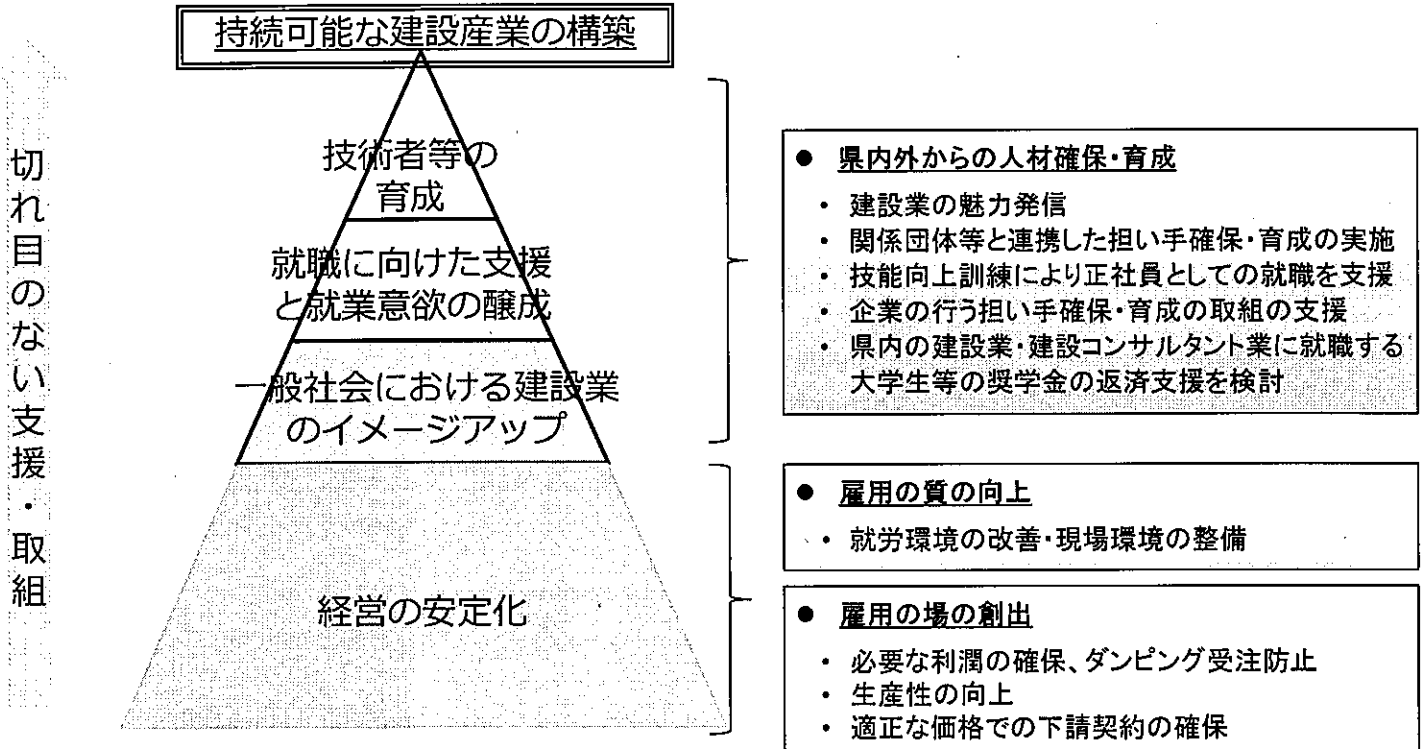 持続可能な建設産業の構築
切れ目のない支援・取組
技術者等の
育成
就職に向けた支援
と就業意欲の醸成
一般社会における建設業
のイメージアップ
経営の安定化
● 県内外からの人材確保・育成
・ 建設業の魅力発信
・ 関係団体等と連携した担い手確保・育成の実施
・ 技能向上訓練により正社員としての就職を支援
・ 企業の行う担い手確保・育成の取組の支援
・ 県内の建設業・建設コンサルタント業に就職する
大学生等の奨学金の返済支援を検討
● 雇用の質の向上
・ 就労環境の改善・現場環境の整備
● 雇用の場の創出
・ 必要な利潤の確保、ダンピング受注防止
・ 生産性の向上
・ 適正な価格での下請契約の確保